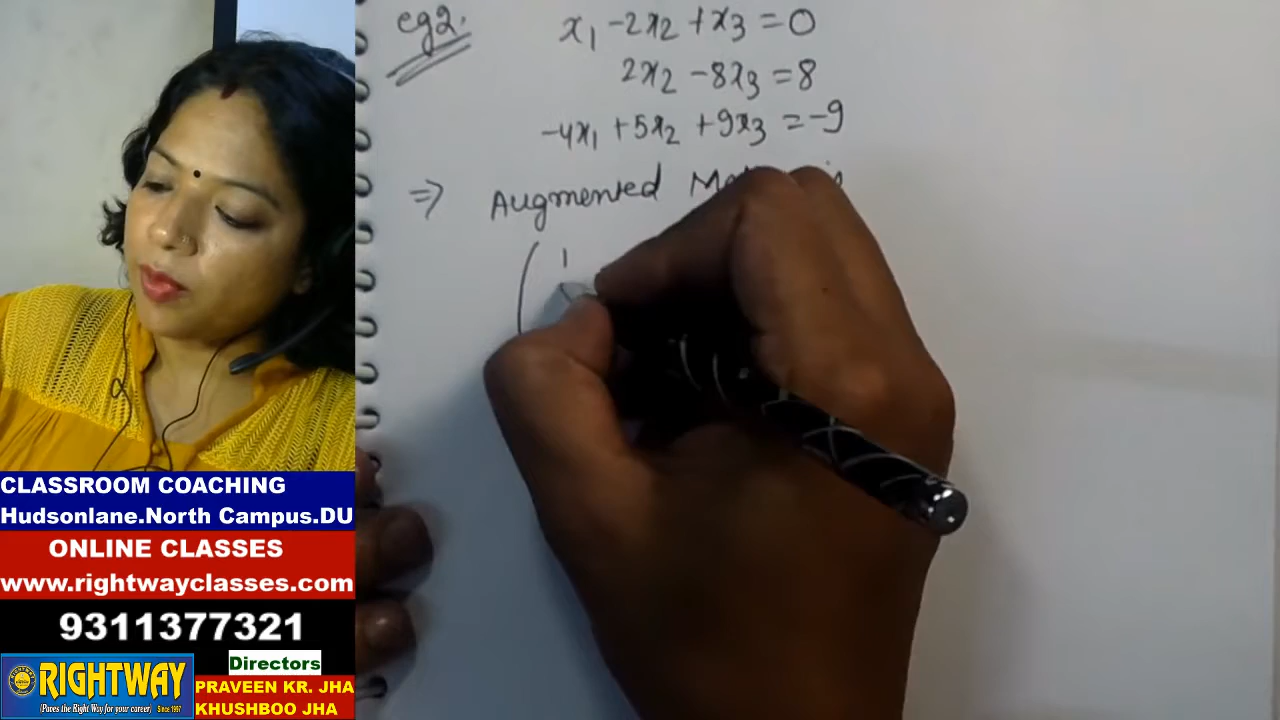 eg2.
x1 - 2x2 + x3 = 0
2x2 - 8x3 = 8
-4x1 + 5x2 + 9x3 = -9
⇒ Augmented
( 1
CLASSROOM COACHING
Hudsonlane.North Campus.DU
ONLINE CLASSES
www.rightwayclasses.com
9311377321
RIGHTWAY
(Paves the Right Way for your career) Since 1997
Directors
PRAVEEN KR. JHA
KHUSHBOO JHA